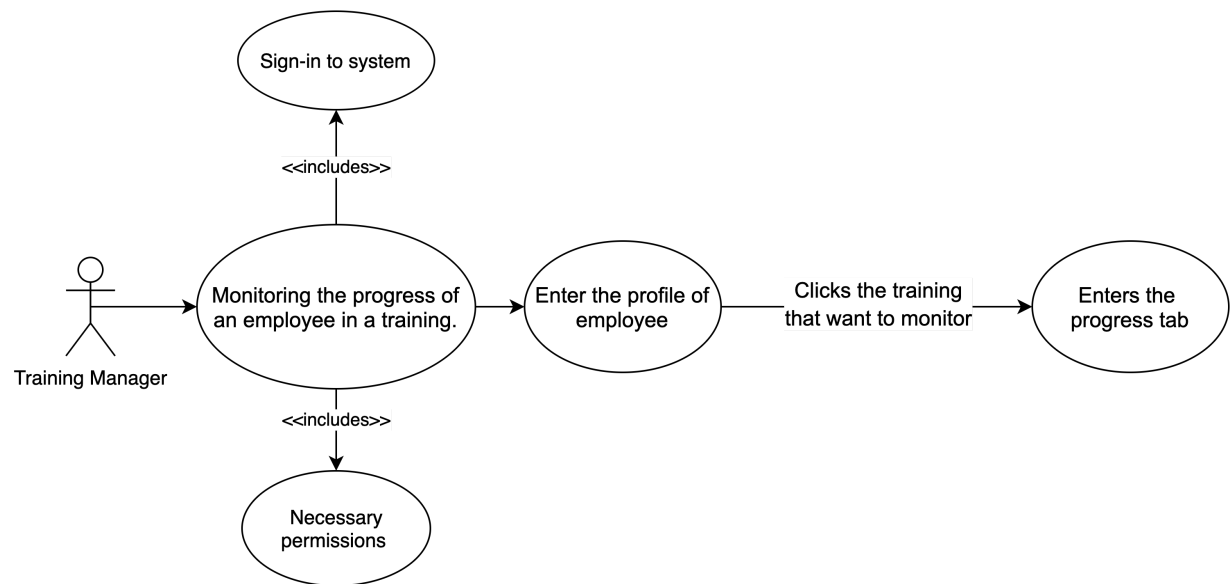 Sign-in to system
<<includes>>
Monitoring the progress of
an employee in a training.
Enter the profile of
employee
Clicks the training
that want to monitor
Enters the
progress tab
Training Manager
<<includes>>
Necessary
permissions